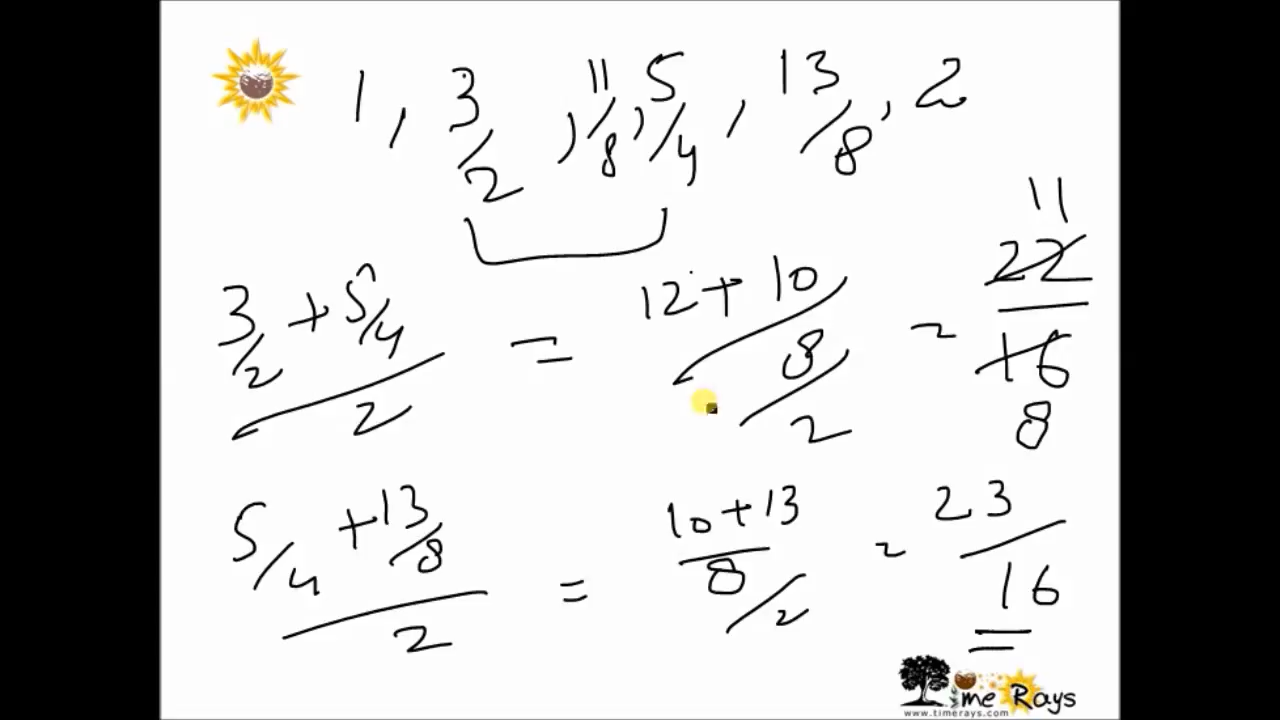 1, 3/2, 11/8, 5/4, 13/8, 2
3/2 + 5/4 / 2 = 12 + 10 / 8 / 2 = 22/16 11/8
5/4 + 13/8 / 2 = 10 + 13 / 8 / 2 = 23/16
Time Rays
www.timerays.com